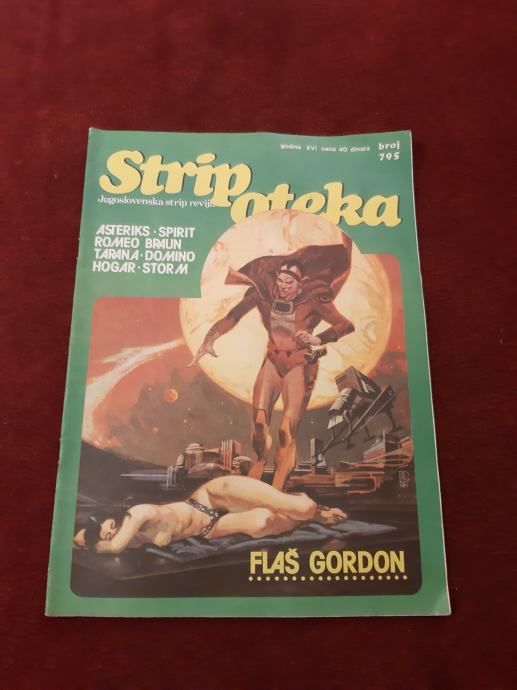 godina XVI cena 40 dinara
broj
795
Strip
oteka
Jugoslovenska strip revija
ASTERIKS · SPIRIT
ROMEO BRAUN
TARANA · DOMINO
HOGAR · STORM
FLAŠ GORDON